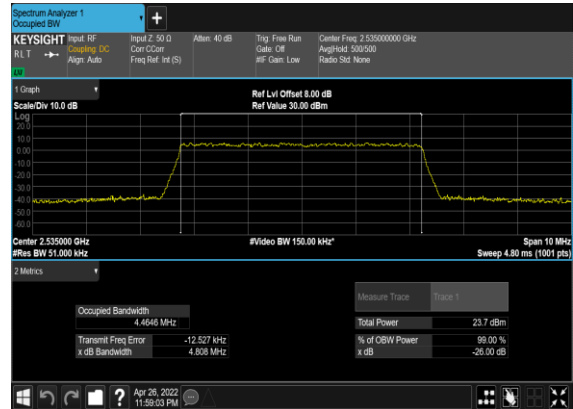 Spectrum Analyzer 1
Occupied BW
+
KEYSIGHT Input: RF Input Z: 50 Ω Atten: 40 dB Trig: Free Run Center Freq: 2.535000000 GHz
RLT Coupling: DC Corr CCorr Gate: Off Avg|Hold: 500/500
Align: Auto Freq Ref: Int (S) #IF Gain: Low Radio Std: None
LXI
1 Graph
Ref Lvl Offset 8.00 dB
Scale/Div 10.0 dB Ref Value 30.00 dBm
Log
20.0
10.0
0.00
-10.0
-20.0
-30.0
-40.0
-50.0
-60.0
Center 2.535000 GHz #Video BW 150.00 kHz* Span 10 MHz
#Res BW 51.000 kHz Sweep 4.80 ms (1001 pts)
2 Metrics
Measure Trace Trace 1
Occupied Bandwidth
4.4646 MHz Total Power 23.7 dBm
Transmit Freq Error -12.527 kHz % of OBW Power 99.00 %
x dB Bandwidth 4.808 MHz x dB -26.00 dB
? Apr 26, 2022
11:59:03 PM